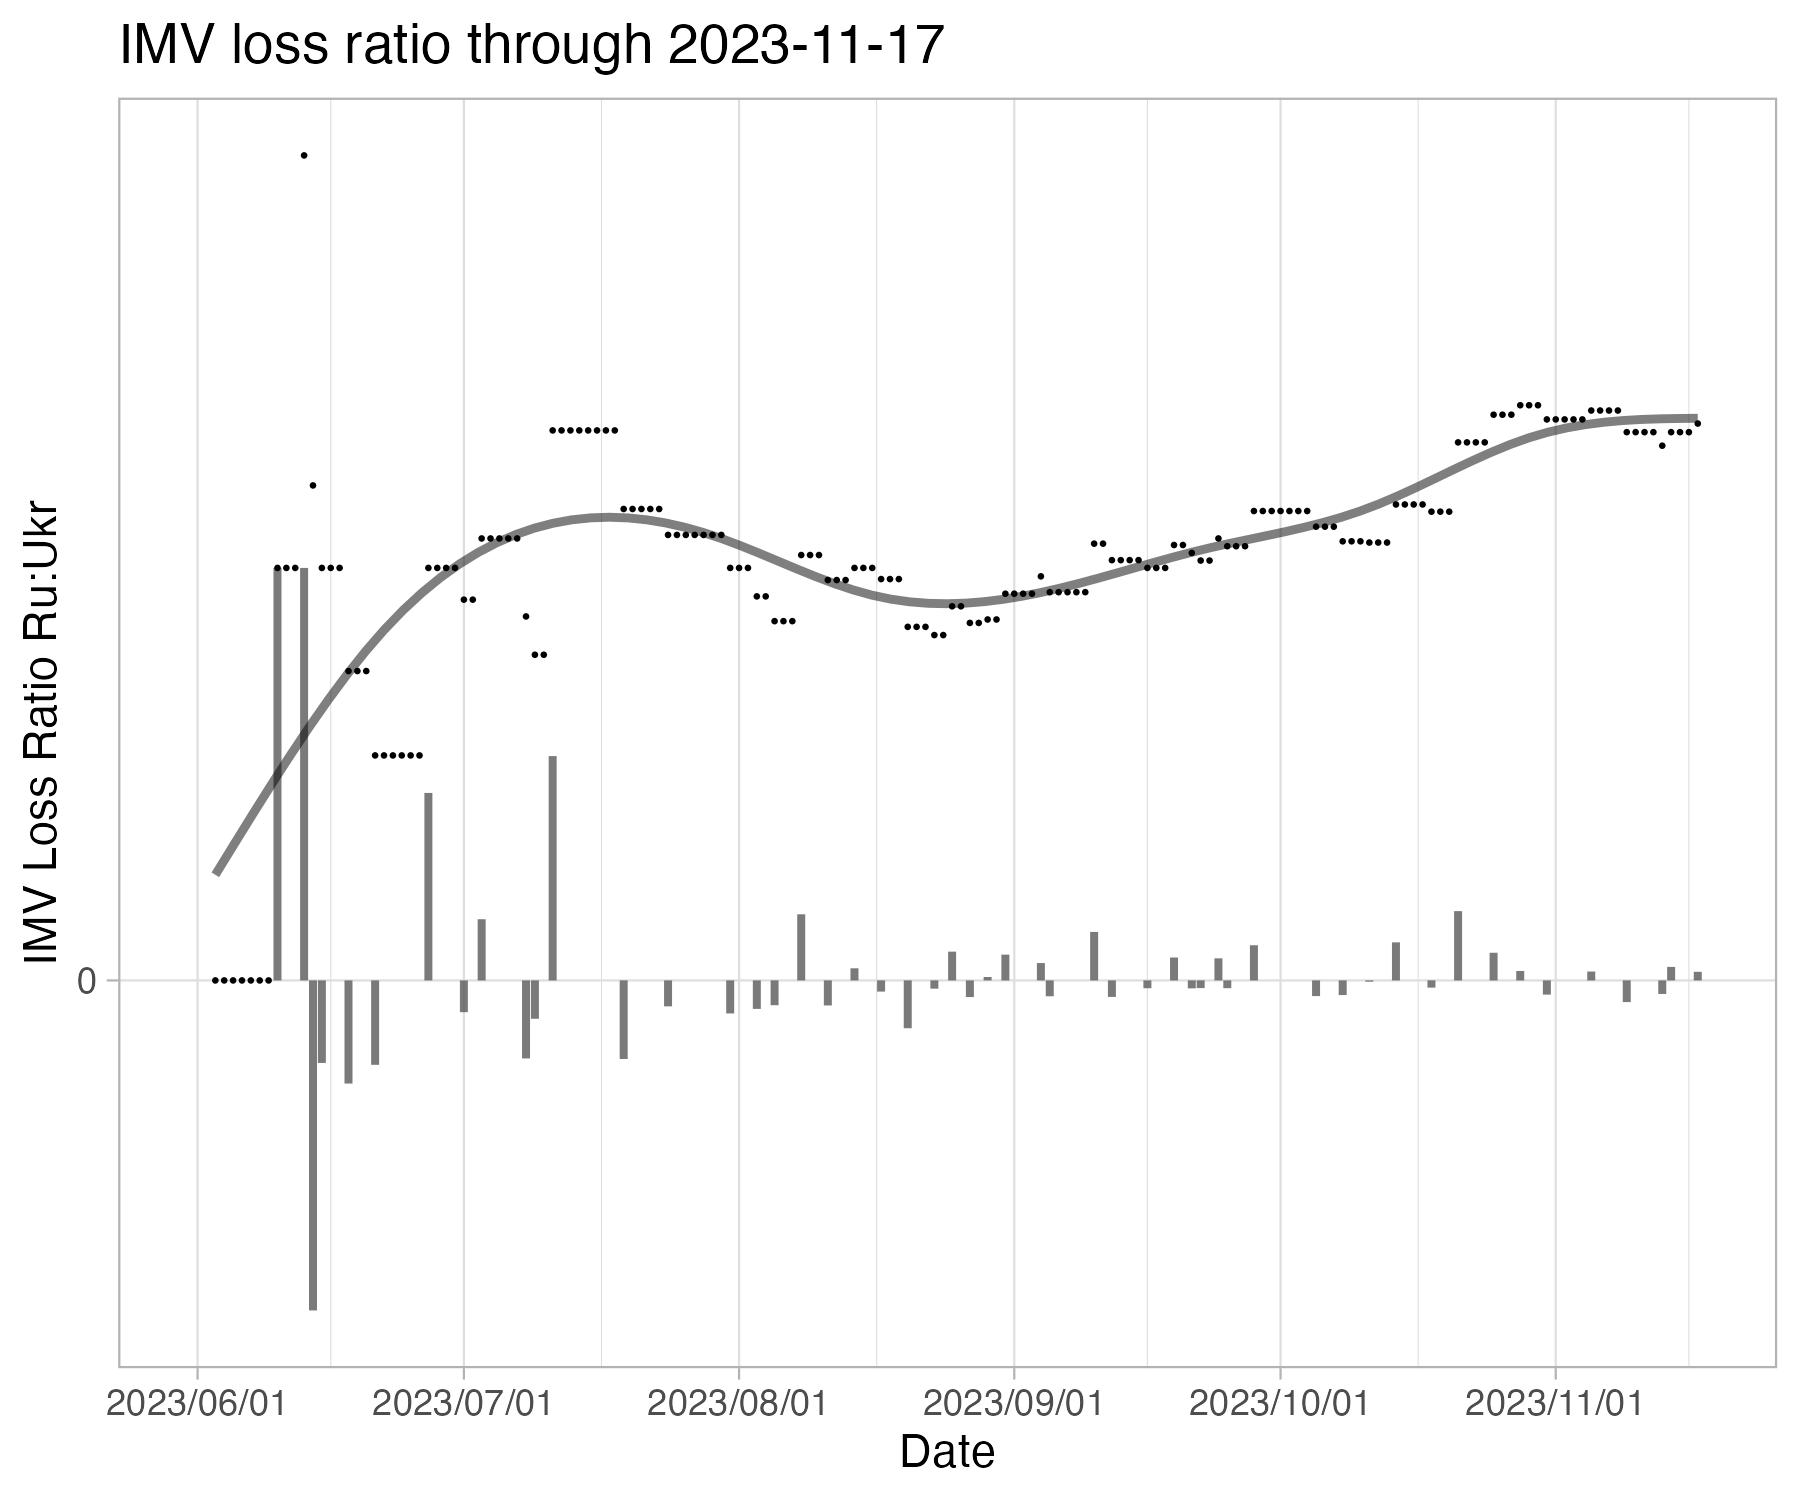 IMV loss ratio through 2023-11-17
IMV Loss Ratio Ru:Ukr
0
2023/06/01 2023/07/01 2023/08/01 2023/09/01 2023/10/01 2023/11/01
Date